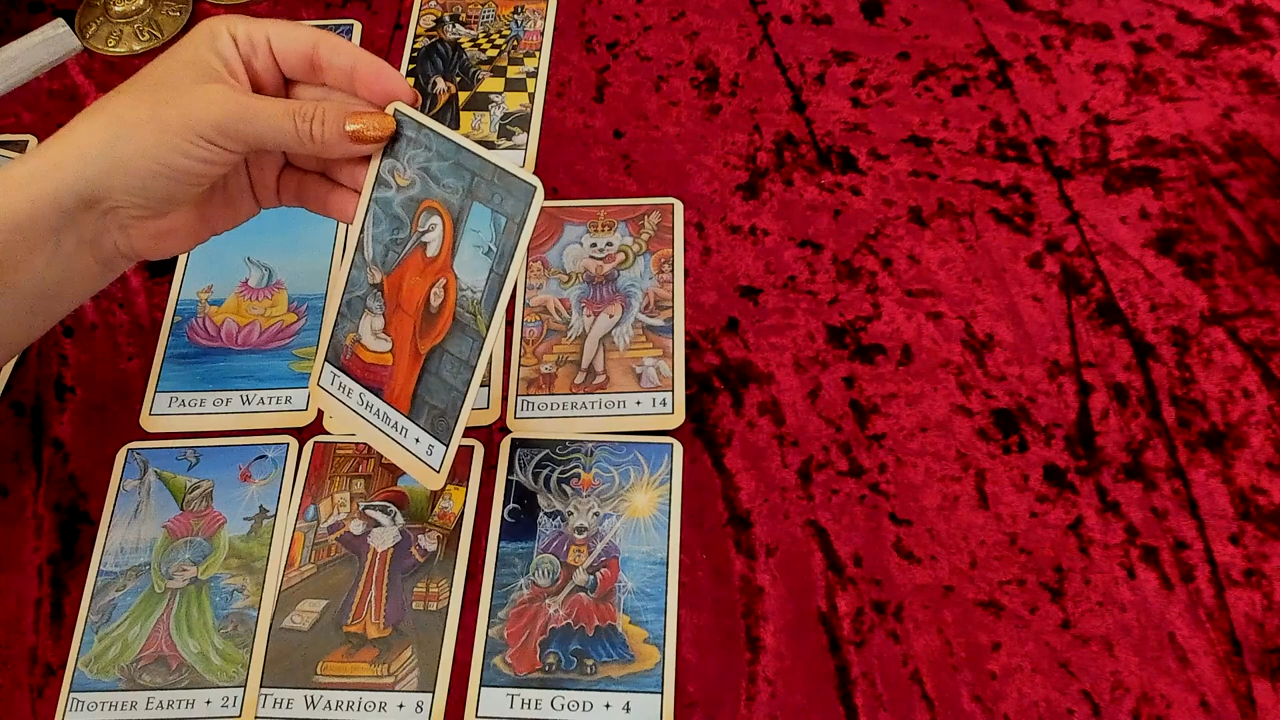 Page of Water
The Shaman ✦ 5
Moderation ✦ 14
Mother Earth ✦ 21
The Warrior ✦ 8
The God ✦ 4